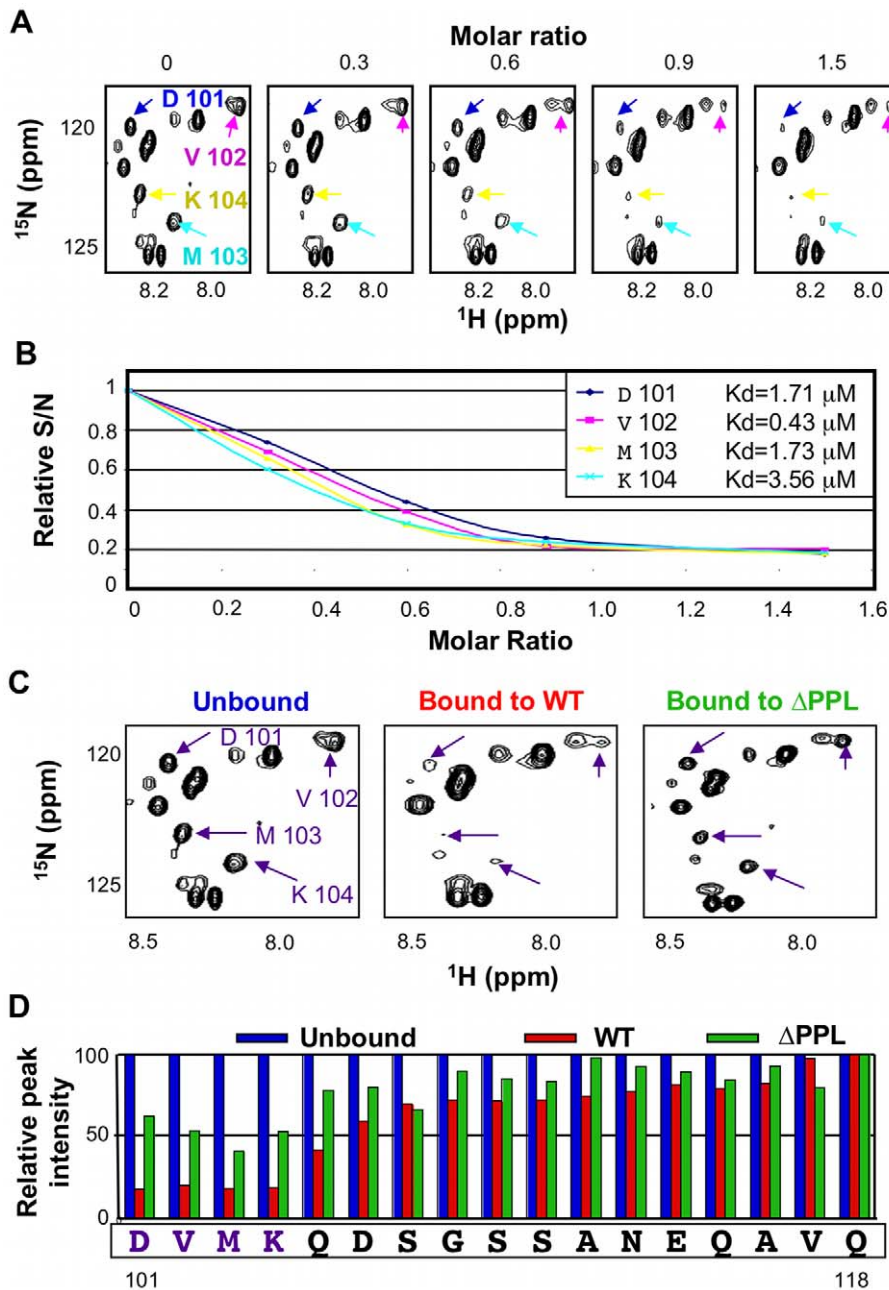 A
Molar ratio
0 0.3 0.6 0.9 1.5
D 101
V 102
K 104
M 103
120
125
15N (ppm)
8.2 8.0 8.2 8.0 8.2 8.0 8.2 8.0 8.2 8.0
1H (ppm)
B
Relative S/N
1
0.8
0.6
0.4
0.2
0
D 101 Kd=1.71 μM
V 102 Kd=0.43 μM
M 103 Kd=1.73 μM
K 104 Kd=3.56 μM
0 0.2 0.4 0.6 0.8 1.0 1.2 1.4 1.6
Molar Ratio
C
Unbound Bound to WT Bound to ΔPPL
D 101
V 102
M 103
K 104
120
125
15N (ppm)
8.5 8.0 8.5 8.0 8.5 8.0
1H (ppm)
D
Unbound WT ΔPPL
Relative peak
intensity
100
50
0
D V M K Q D S G S S A N E Q A V Q
101 118